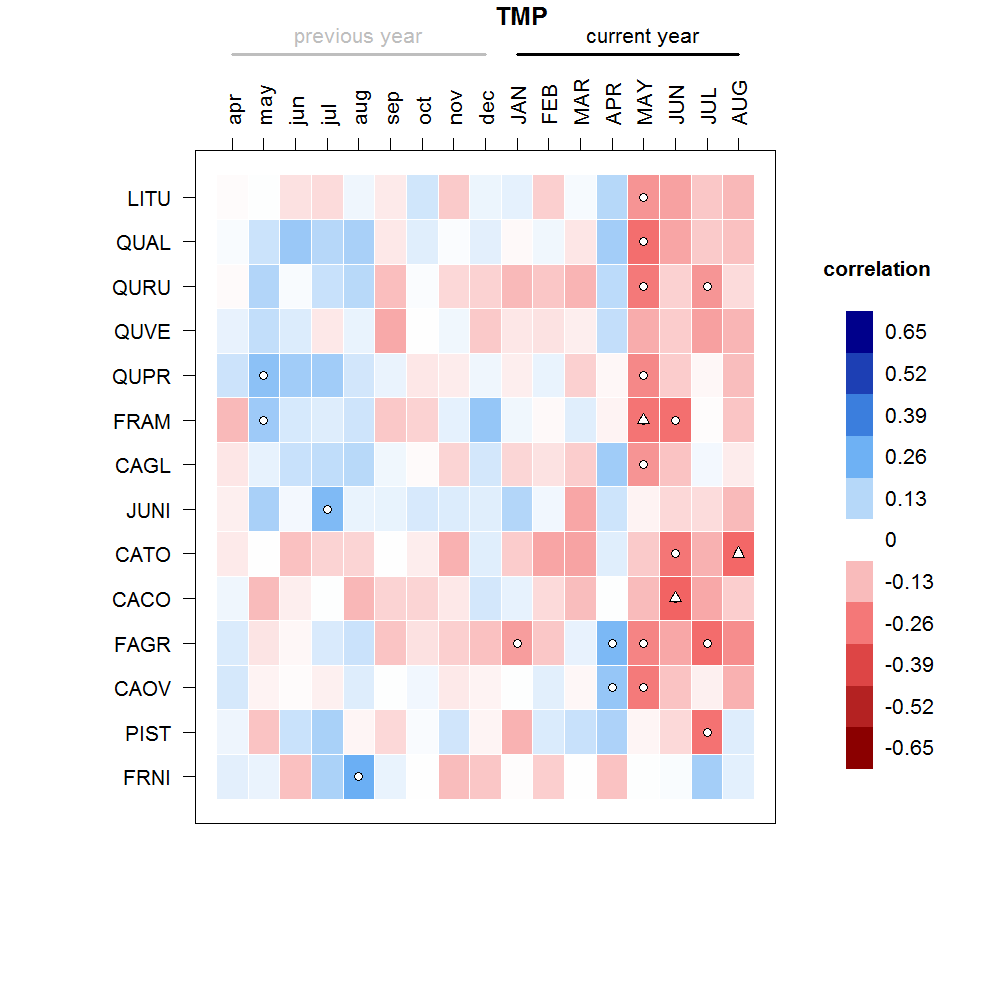 TMP
previous year current year
apr may jun jul aug sep oct nov dec JAN FEB MAR APR MAY JUN JUL AUG
LITU
QUAL
QURU
QUVE
QUPR
FRAM
CAGL
JUNI
CATO
CACO
FAGR
CAOV
PIST
FRNI
correlation
0.65
0.52
0.39
0.26
0.13
0
-0.13
-0.26
-0.39
-0.52
-0.65